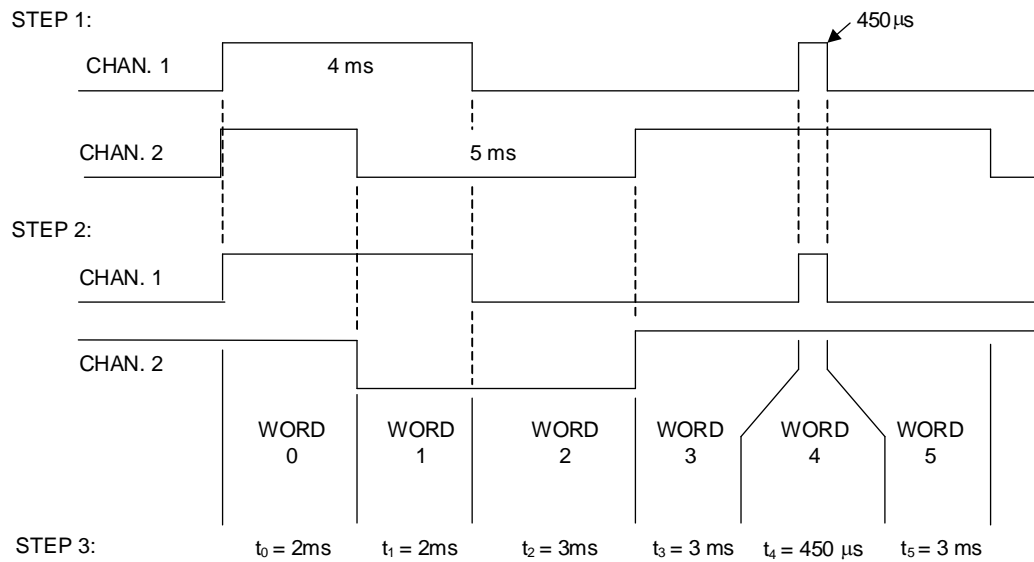 STEP 1:
450 µs
CHAN. 1
4 ms
CHAN. 2
5 ms
STEP 2:
CHAN. 1
CHAN. 2
WORD 0
WORD 1
WORD 2
WORD 3
WORD 4
WORD 5
STEP 3:
t₀ = 2ms
t₁ = 2ms
t₂ = 3ms
t₃ = 3 ms
t₄ = 450 µs
t₅ = 3 ms